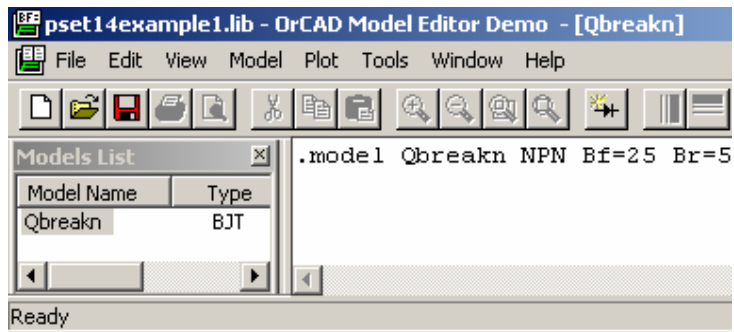 pset14example1.lib - OrCAD Model Editor Demo - [Qbreakn]
File Edit View Model Plot Tools Window Help
Models List
.model Qbreakn NPN Bf=25 Br=5
Model Name Type
Qbreakn BJT
Ready